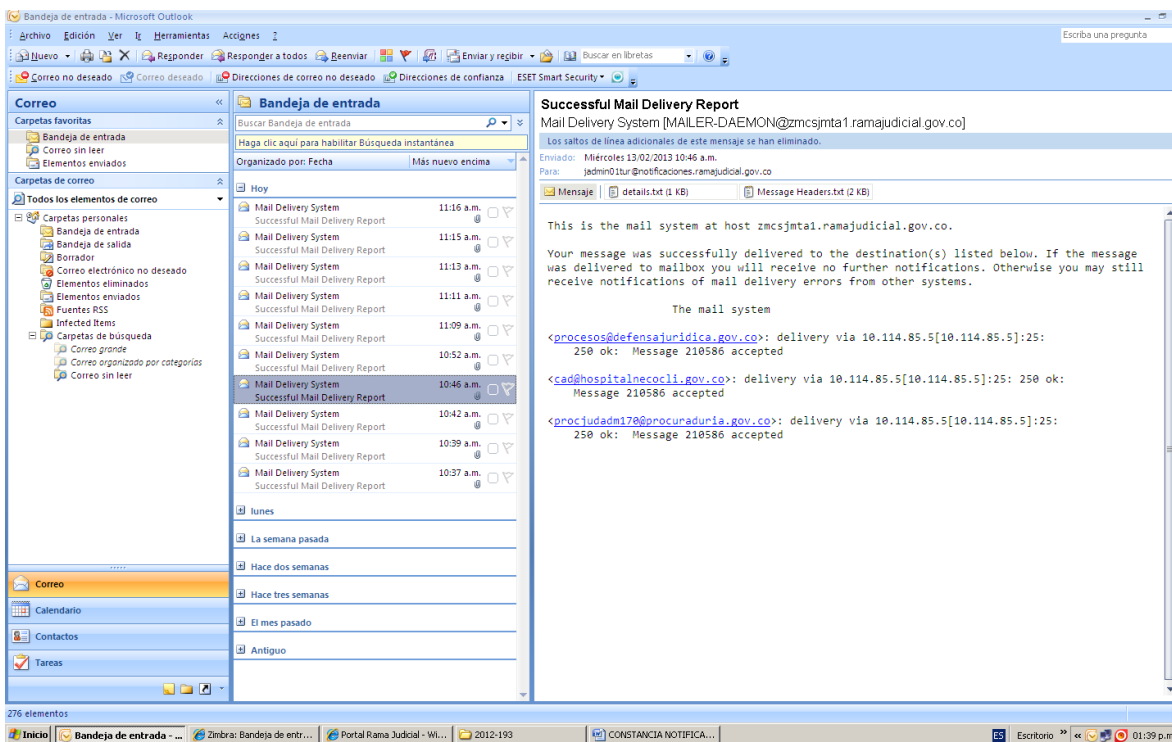 Bandeja de entrada - Microsoft Outlook
Archivo Edición Ver Ir Herramientas Acciones ?
Escriba una pregunta
Nuevo Responder Responder a todos Reenviar Enviar y recibir Buscar en libretas
Correo no deseado Correo deseado Direcciones de correo no deseado Direcciones de confianza ESET Smart Security
Correo
Carpetas favoritas
Bandeja de entrada
Correo sin leer
Elementos enviados
Carpetas de correo
Todos los elementos de correo
Carpetas personales
Bandeja de entrada
Bandeja de salida
Borrador
Correo electrónico no deseado
Elementos eliminados
Elementos enviados
Fuentes RSS
Infected Items
Carpetas de búsqueda
Correo grande
Correo organizado por categorías
Correo sin leer
Correo
Calendario
Contactos
Tareas
Bandeja de entrada
Buscar Bandeja de entrada
Haga clic aquí para habilitar Búsqueda instantánea
Organizado por: Fecha Más nuevo encima
Hoy
Mail Delivery System 11:16 a.m.
Successful Mail Delivery Report
Mail Delivery System 11:15 a.m.
Successful Mail Delivery Report
Mail Delivery System 11:13 a.m.
Successful Mail Delivery Report
Mail Delivery System 11:11 a.m.
Successful Mail Delivery Report
Mail Delivery System 11:09 a.m.
Successful Mail Delivery Report
Mail Delivery System 10:52 a.m.
Successful Mail Delivery Report
Mail Delivery System 10:46 a.m.
Successful Mail Delivery Report
Mail Delivery System 10:42 a.m.
Successful Mail Delivery Report
Mail Delivery System 10:39 a.m.
Successful Mail Delivery Report
Mail Delivery System 10:37 a.m.
Successful Mail Delivery Report
lunes
La semana pasada
Hace dos semanas
Hace tres semanas
El mes pasado
Antiguo
Successful Mail Delivery Report
Mail Delivery System [MAILER-DAEMON@zmcsjmta1.ramajudicial.gov.co]
Los saltos de línea adicionales de este mensaje se han eliminado.
Enviado: Miércoles 13/02/2013 10:46 a.m.
Para: jadmin01tur@notificaciones.ramajudicial.gov.co
Mensaje details.txt (1 KB) Message Headers.txt (2 KB)
This is the mail system at host zmcsjmta1.ramajudicial.gov.co.
Your message was successfully delivered to the destination(s) listed below. If the message
was delivered to mailbox you will receive no further notifications. Otherwise you may still
receive notifications of mail delivery errors from other systems.
The mail system
<procesos@defensajuridica.gov.co>: delivery via 10.114.85.5[10.114.85.5]:25:
250 ok: Message 210586 accepted
<cad@hospitalnecocli.gov.co>: delivery via 10.114.85.5[10.114.85.5]:25: 250 ok:
Message 210586 accepted
<procjudadm170@procuraduria.gov.co>: delivery via 10.114.85.5[10.114.85.5]:25:
250 ok: Message 210586 accepted
276 elementos
Inicio Bandeja de entrada - ... Zimbra: Bandeja de entr... Portal Rama Judicial - Wi... 2012-193 CONSTANCIA NOTIFICA... ES Escritorio 01:39 p.m